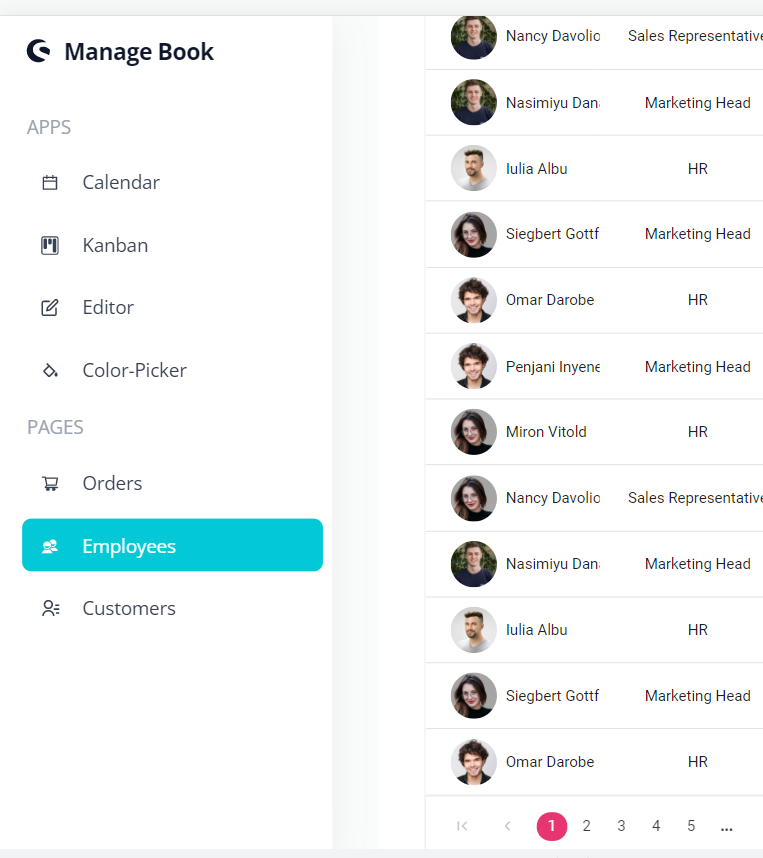 Manage Book
APPS
Calendar
Kanban
Editor
Color-Picker
PAGES
Orders
Employees
Customers
Nancy Davolio Sales Representative
Nasimiyu Dan Marketing Head
Iulia Albu HR
Siegbert Gottf Marketing Head
Omar Darobe HR
Penjani Inyene Marketing Head
Miron Vitold HR
Nancy Davolio Sales Representative
Nasimiyu Dan Marketing Head
Iulia Albu HR
Siegbert Gottf Marketing Head
Omar Darobe HR
1 2 3 4 5 ...